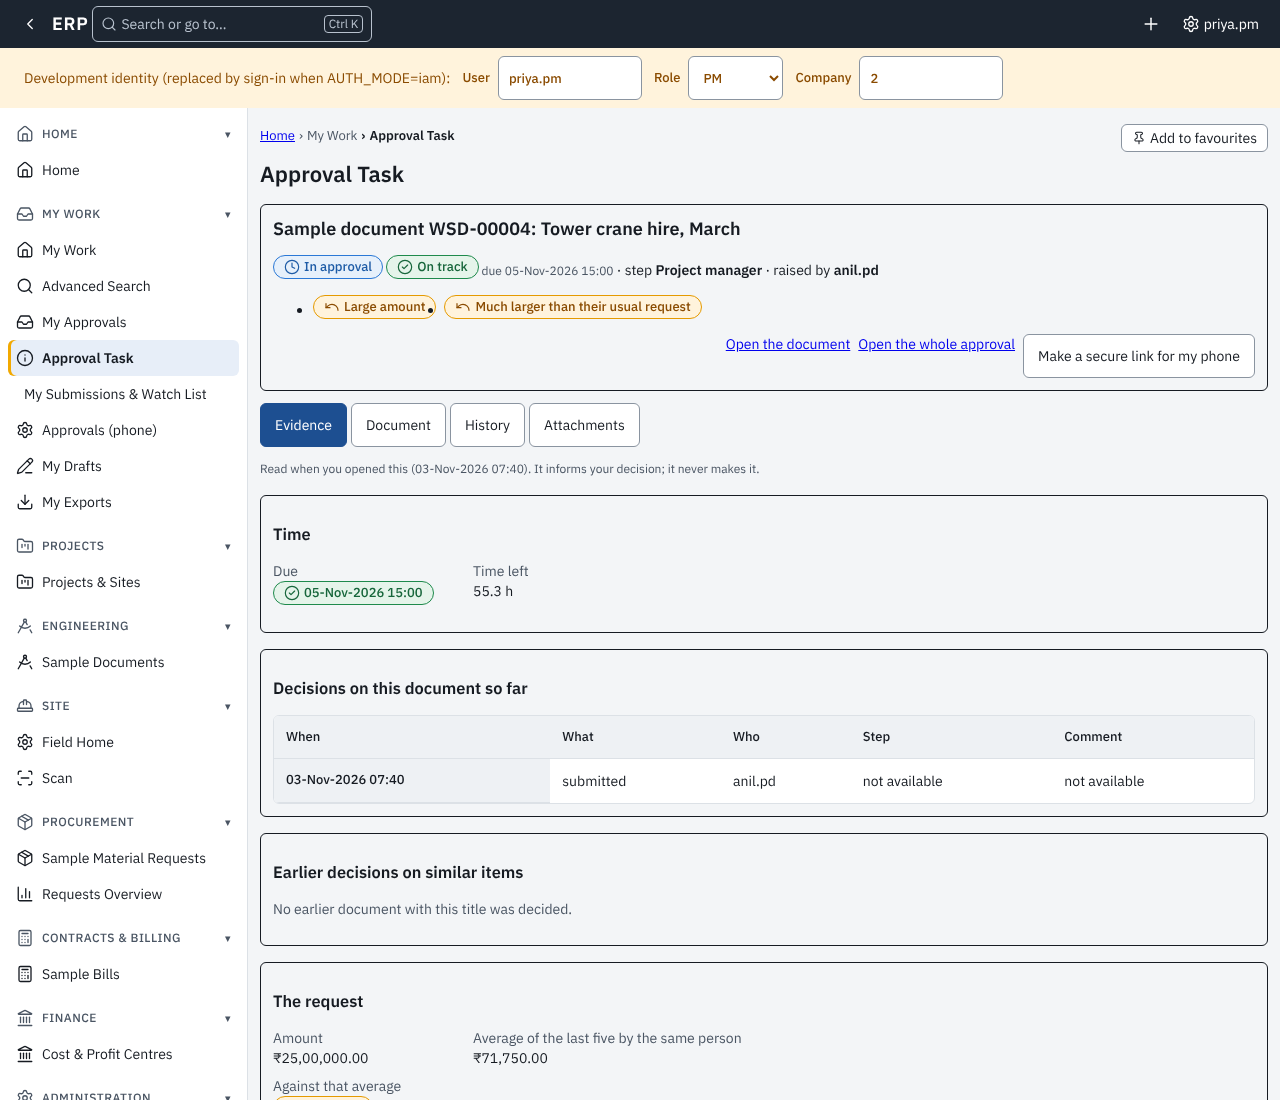 ERP
Search or go to…
Ctrl K
priya.pm
Development identity (replaced by sign-in when AUTH_MODE=iam):
User
priya.pm
Role
PM
Company
2
HOME
Home
MY WORK
My Work
Advanced Search
My Approvals
Approval Task
My Submissions & Watch List
Approvals (phone)
My Drafts
My Exports
PROJECTS
Projects & Sites
ENGINEERING
Sample Documents
SITE
Field Home
Scan
PROCUREMENT
Sample Material Requests
Requests Overview
CONTRACTS & BILLING
Sample Bills
FINANCE
Cost & Profit Centres
ADMINISTRATION
Home › My Work › Approval Task
Add to favourites
Approval Task
Sample document WSD-00004: Tower crane hire, March
In approval On track due 05-Nov-2026 15:00 · step Project manager · raised by anil.pd
Large amount
Much larger than their usual request
Open the document
Open the whole approval
Make a secure link for my phone
Evidence
Document
History
Attachments
Read when you opened this (03-Nov-2026 07:40). It informs your decision; it never makes it.
Time
Due
05-Nov-2026 15:00
Time left
55.3 h
Decisions on this document so far
When What Who Step Comment
03-Nov-2026 07:40 submitted anil.pd not available not available
Earlier decisions on similar items
No earlier document with this title was decided.
The request
Amount
₹25,00,000.00
Average of the last five by the same person
₹71,750.00
Against that average